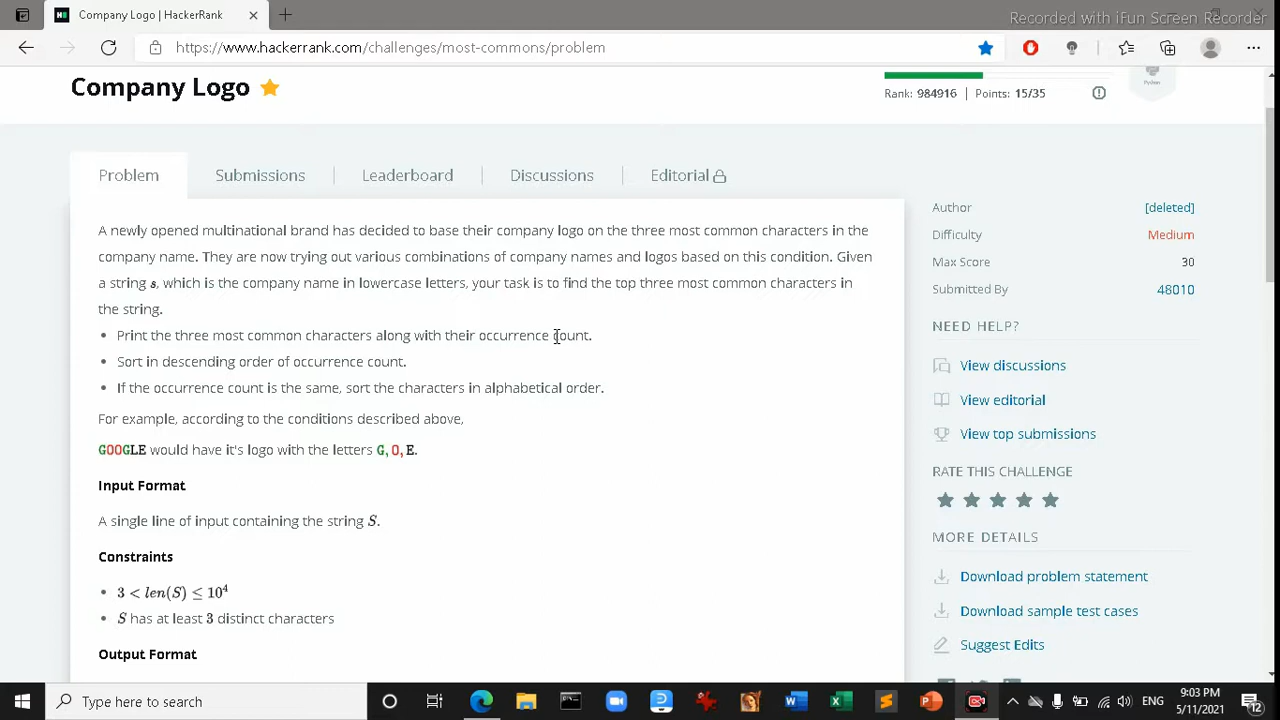 Company Logo | HackerRank
Recorded with iFun Screen Recorder
https://www.hackerrank.com/challenges/most-commons/problem
Company Logo
Rank: 984916 | Points: 15/35
Python
Problem
Submissions
Leaderboard
Discussions
Editorial
A newly opened multinational brand has decided to base their company logo on the three most common characters in the
company name. They are now trying out various combinations of company names and logos based on this condition. Given
a string s, which is the company name in lowercase letters, your task is to find the top three most common characters in
the string.
• Print the three most common characters along with their occurrence count.
• Sort in descending order of occurrence count.
• If the occurrence count is the same, sort the characters in alphabetical order.
For example, according to the conditions described above,
GOOGLE would have it's logo with the letters G, O, E.
Input Format
A single line of input containing the string S.
Constraints
• 3 < len(S) ≤ 10⁴
• S has at least 3 distinct characters
Output Format
Author [deleted]
Difficulty Medium
Max Score 30
Submitted By 48010
NEED HELP?
View discussions
View editorial
View top submissions
RATE THIS CHALLENGE
MORE DETAILS
Download problem statement
Download sample test cases
Suggest Edits
Type here to search
ENG
9:03 PM
5/11/2021
12